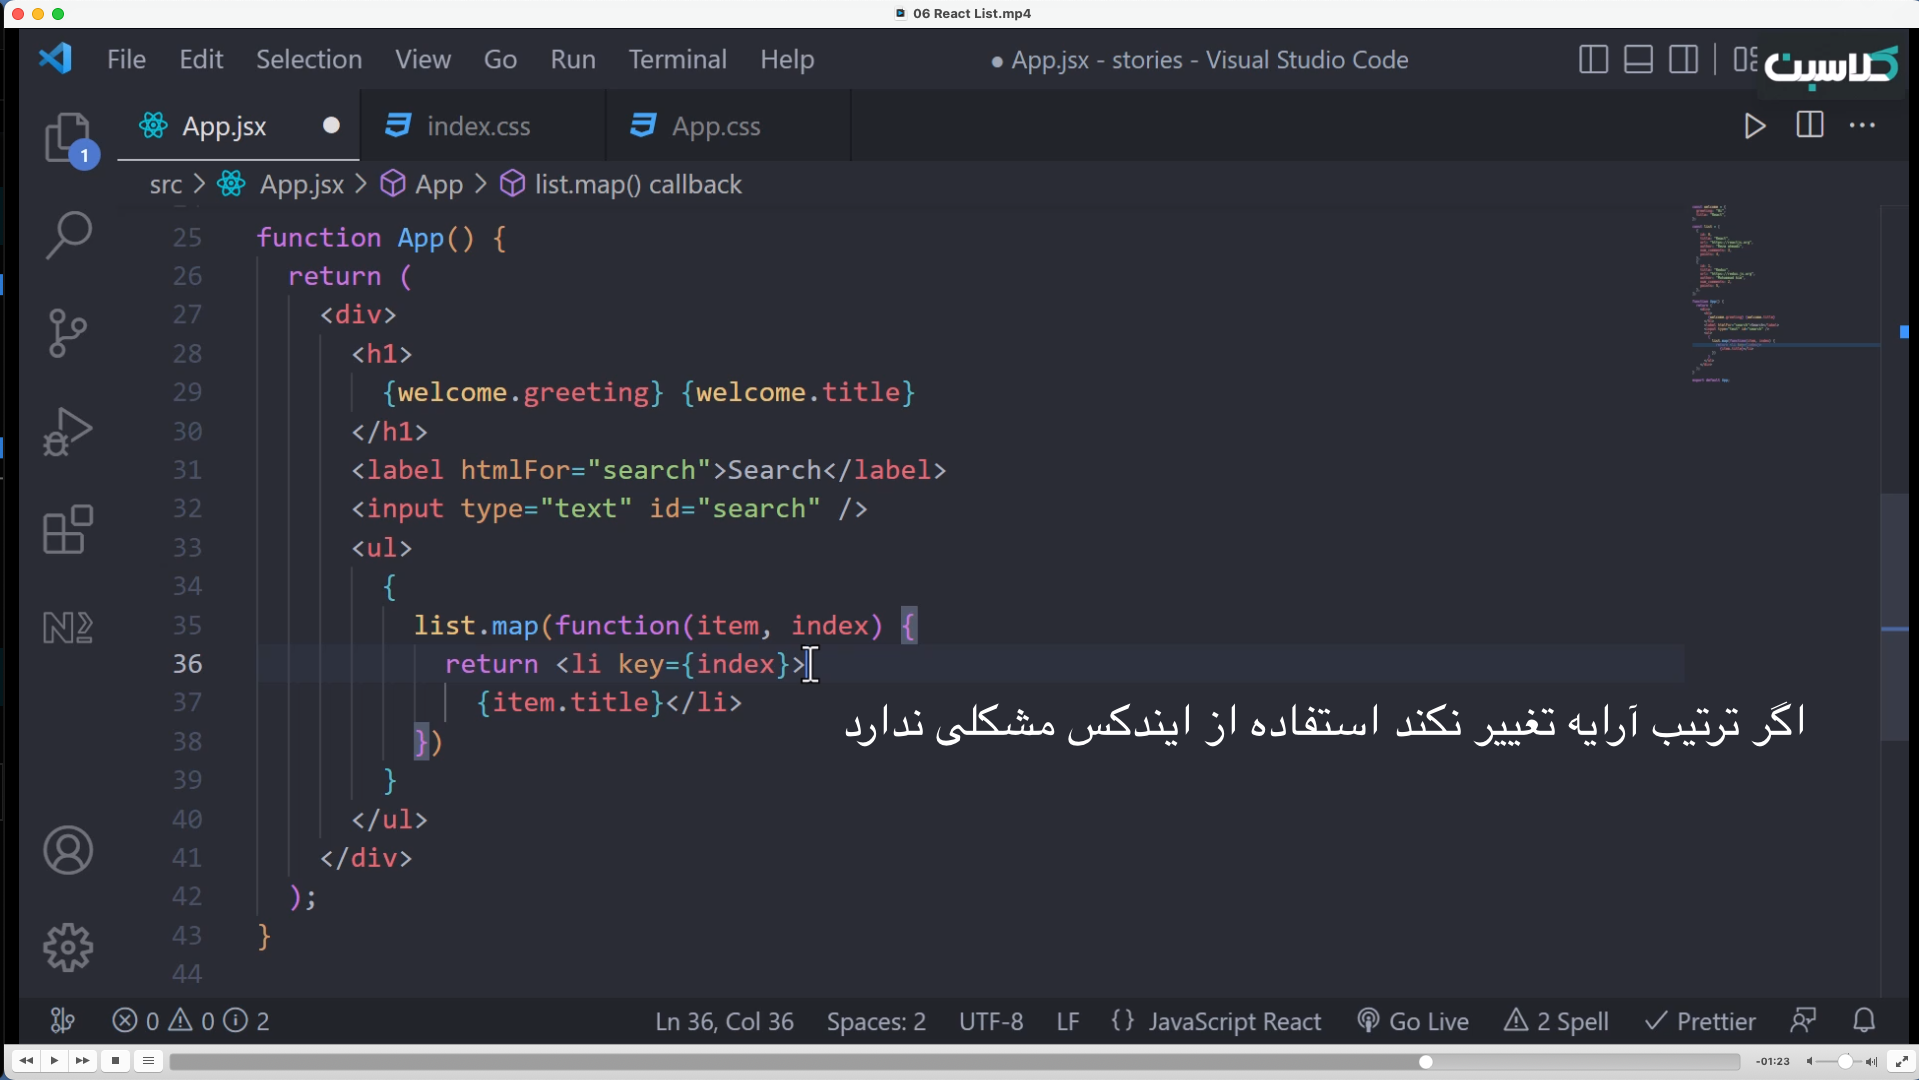 06 React List.mp4
File Edit Selection View Go Run Terminal Help
● App.jsx - stories - Visual Studio Code
کلاسبت
App.jsx index.css App.css
1
src > App.jsx > App > list.map() callback
25 function App() {
26 return (
27 <div>
28 <h1>
29 {welcome.greeting} {welcome.title}
30 </h1>
31 <label htmlFor="search">Search</label>
32 <input type="text" id="search" />
33 <ul>
34 {
35 list.map(function(item, index) {
36 return <li key={index}>
37 {item.title}</li>
اگر ترتیب آرایه تغییر نکند استفاده از ایندکس مشکلی ندارد
38 })
39 }
40 </ul>
41 </div>
42 );
43 }
44
0 0 2 Ln 36, Col 36 Spaces: 2 UTF-8 LF {} JavaScript React Go Live 2 Spell Prettier
-01:23